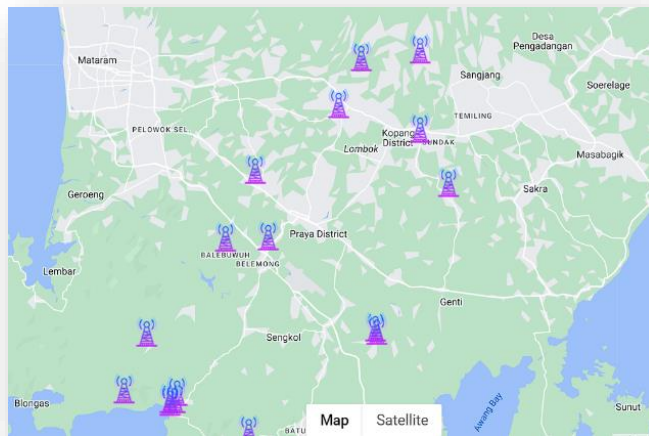 Desa
Pengadangan
Mataram
Sangjang
Soerelage
TEMILING
PELOWOK SEL.
Kopang
District
SUNDAK
Lombok
Masabagik
Geroeng
Sakra
Praya District
BALEBUWUH
BELEMONG
Lembar
Genti
Sengkol
Blongas
Awang Bay
Sunut
BATU
Map Satellite